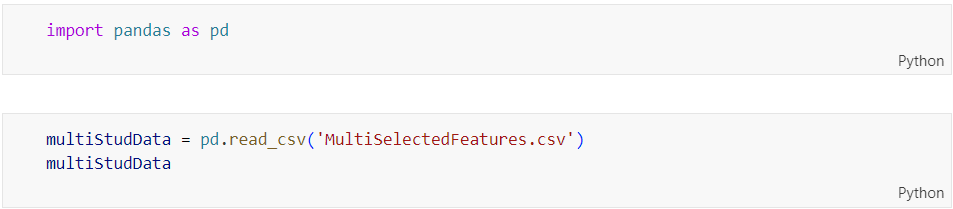 import pandas as pd
Python
multiStudData = pd.read_csv('MultiSelectedFeatures.csv')
multiStudData
Python